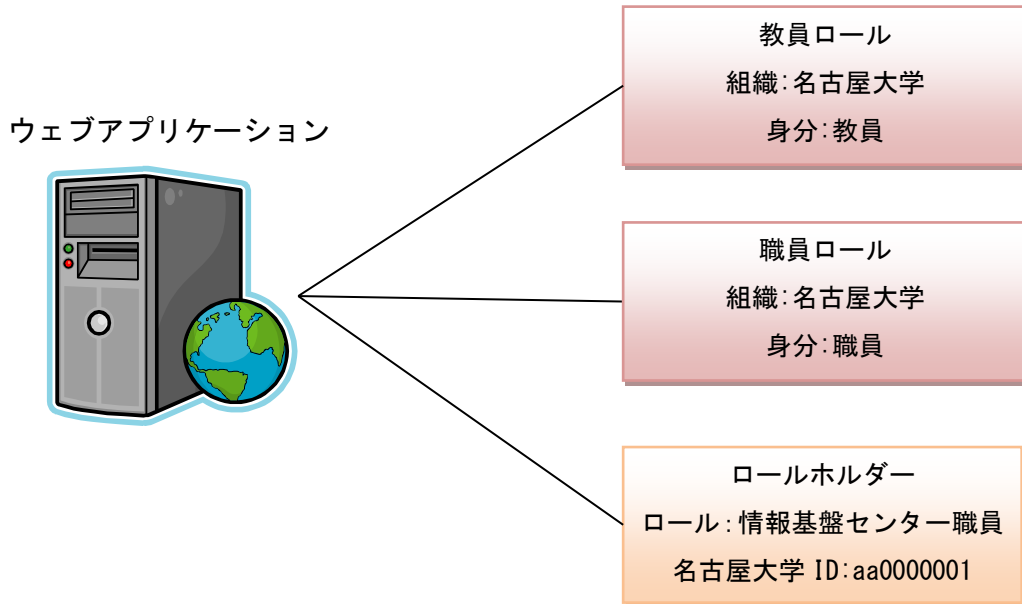 ウェブアプリケーション
教員ロール
組織:名古屋大学
身分:教員
職員ロール
組織:名古屋大学
身分:職員
ロールホルダー
ロール:情報基盤センター職員
名古屋大学 ID:aa0000001